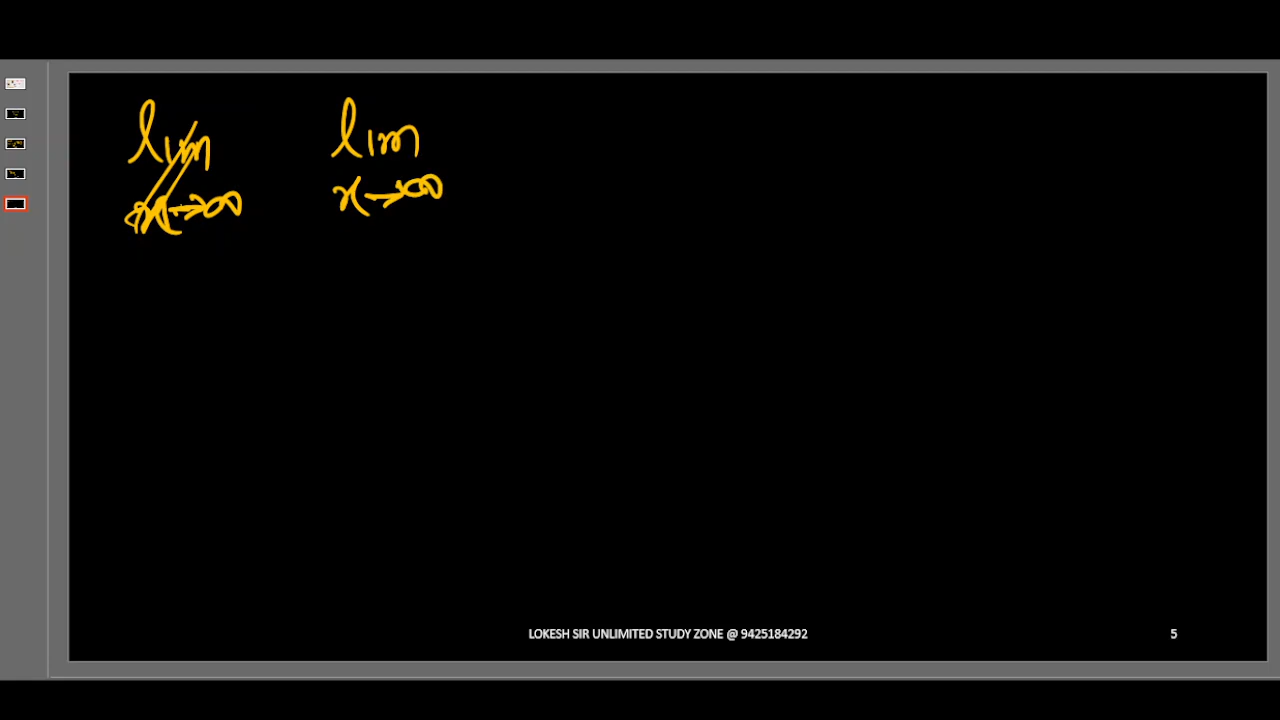 lim lim
x→∞ x→∞
LOKESH SIR UNLIMITED STUDY ZONE @ 9425184292 5